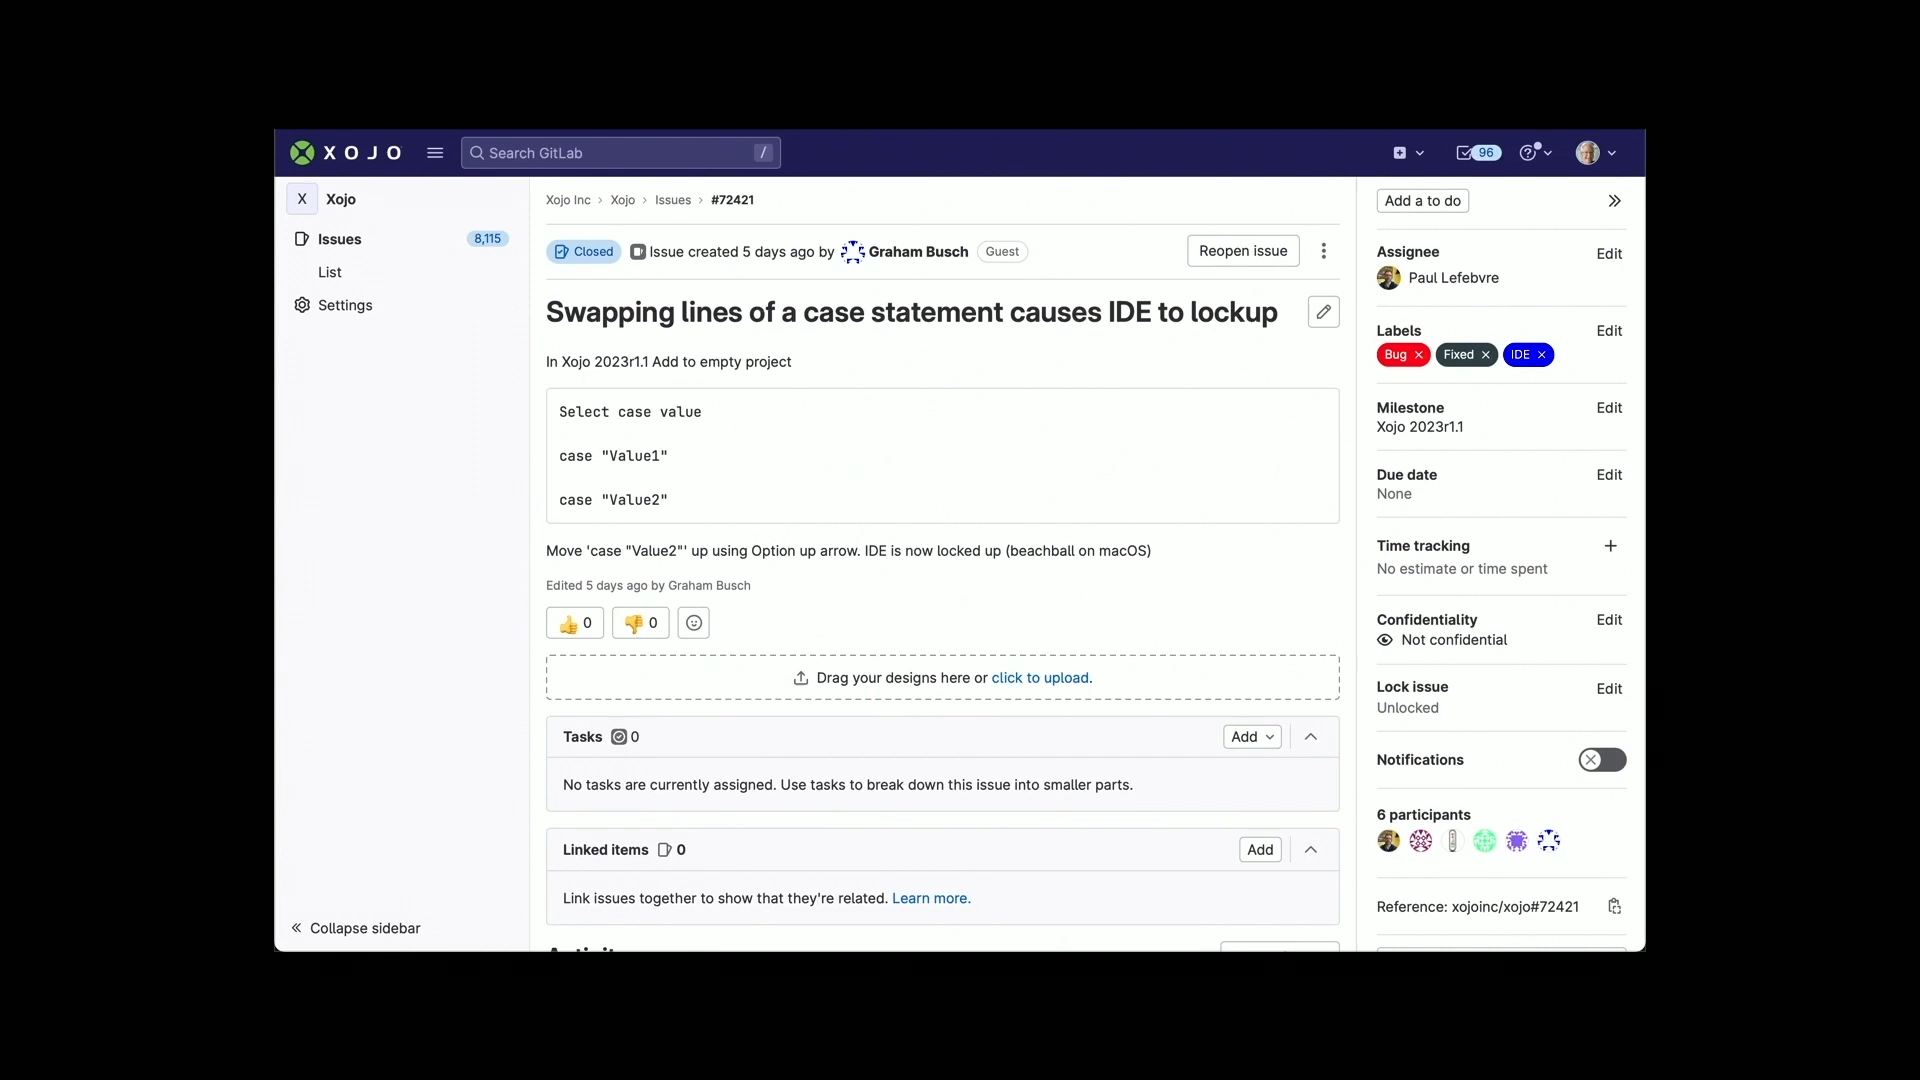 XOJO
Search GitLab /
96
X Xojo
Issues 8,115
List
Settings
Collapse sidebar
Xojo Inc › Xojo › Issues › #72421
Closed Issue created 5 days ago by Graham Busch Guest
Reopen issue
Swapping lines of a case statement causes IDE to lockup
In Xojo 2023r1.1 Add to empty project
Select case value
case "Value1"
case "Value2"
Move 'case "Value2"' up using Option up arrow. IDE is now locked up (beachball on macOS)
Edited 5 days ago by Graham Busch
👍 0 👎 0
Drag your designs here or click to upload.
Tasks 0
Add
No tasks are currently assigned. Use tasks to break down this issue into smaller parts.
Linked items 0
Add
Link issues together to show that they're related. Learn more.
Add a to do
Assignee Edit
Paul Lefebvre
Labels Edit
Bug × Fixed × IDE ×
Milestone Edit
Xojo 2023r1.1
Due date Edit
None
Time tracking +
No estimate or time spent
Confidentiality Edit
Not confidential
Lock issue Edit
Unlocked
Notifications
6 participants
Reference: xojoinc/xojo#72421